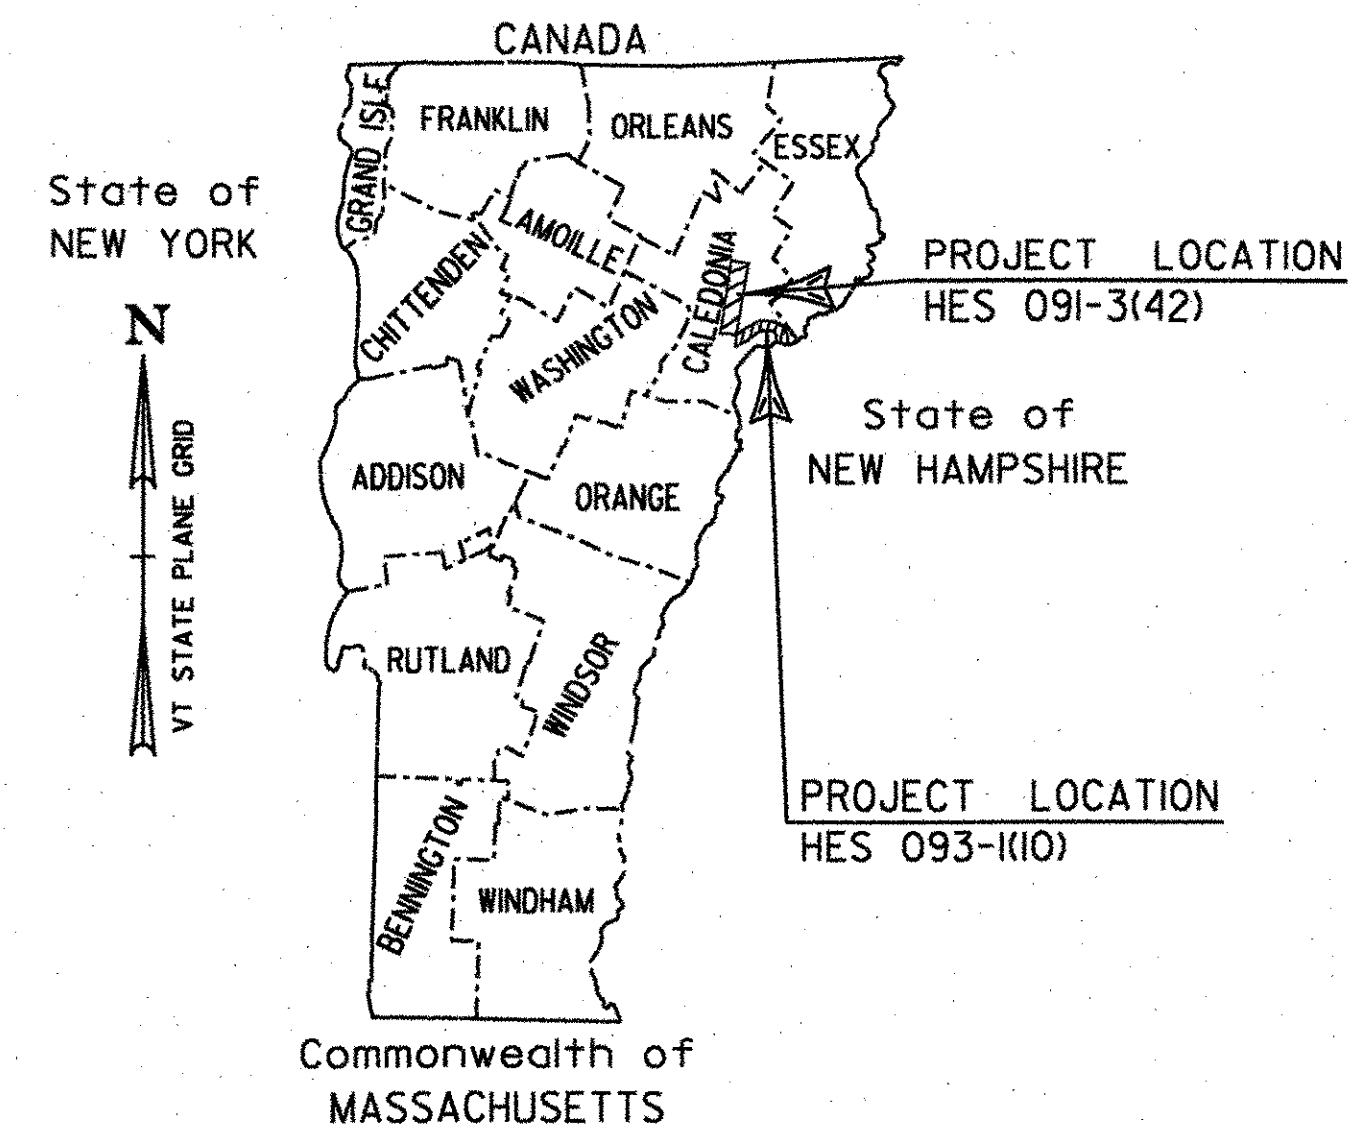 CANADA
GRAND ISLE
FRANKLIN
ORLEANS
ESSEX
State of
NEW YORK
LAMOILLE
CHITTENDEN
CALEDONIA
PROJECT LOCATION
HES 091-3(42)
N
WASHINGTON
State of
NEW HAMPSHIRE
VT STATE PLANE GRID
ADDISON
ORANGE
RUTLAND
WINDSOR
PROJECT LOCATION
HES 093-1(10)
BENNINGTON
WINDHAM
Commonwealth of
MASSACHUSETTS